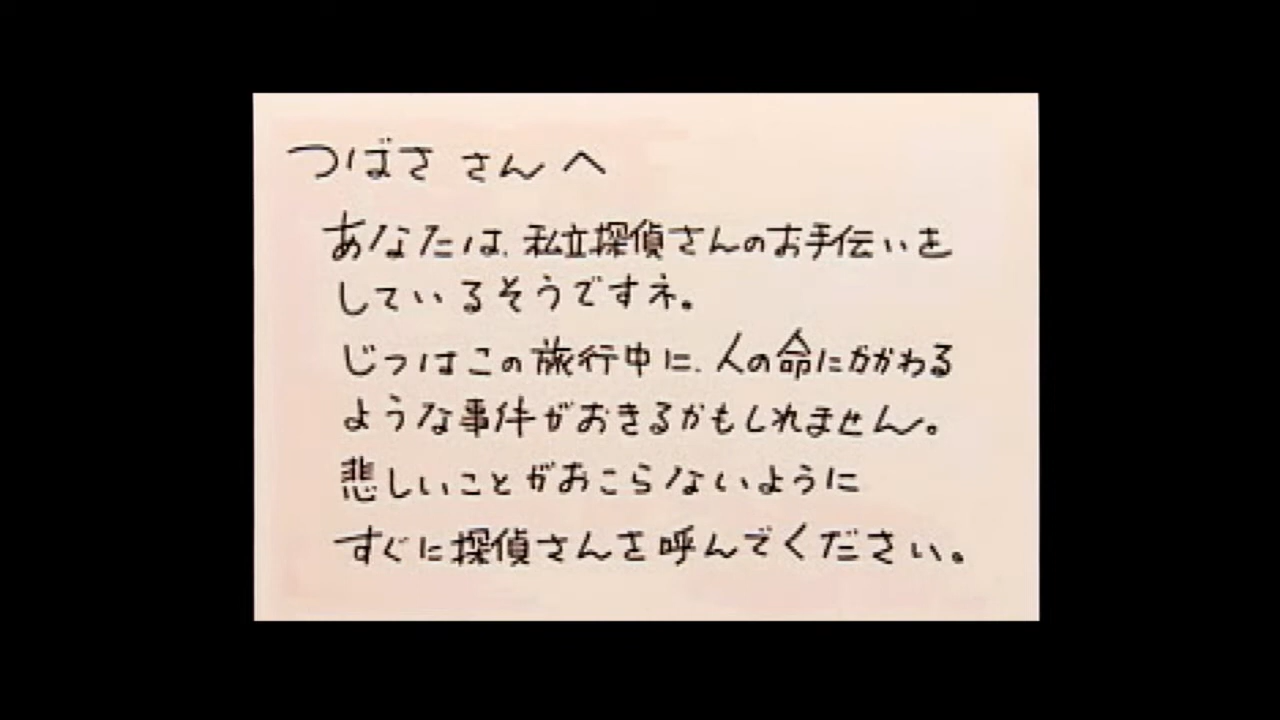 つばささんへ
あなたは、私立探偵さんのお手伝いを
しているそうですネ。
じつはこの旅行中に、人の命にかかわる
ような事件がおきるかもしれません。
悲しいことがおこらないように
すぐに探偵さんを呼んでください。